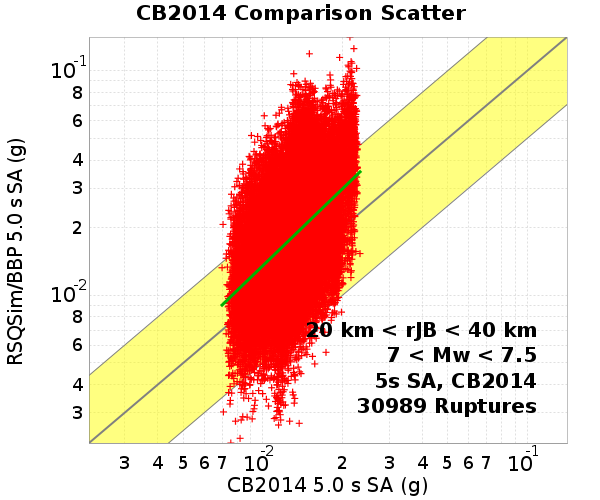 CB2014 Comparison Scatter
RSQSim/BBP 5.0 s SA (g)
10-1
8
6
4
3
2
10-2
8
6
4
3
20 km < rJB < 40 km
7 < Mw < 7.5
5s SA, CB2014
30989 Ruptures
3 4 5 6 7 10-2 2 3 4 5 6 7 10-1
CB2014 5.0 s SA (g)